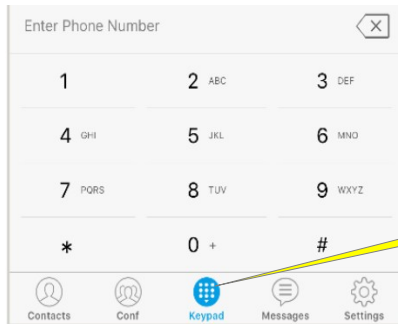 Enter Phone Number
1 2 ABC 3 DEF
4 GHI 5 JKL 6 MNO
7 PQRS 8 TUV 9 WXYZ
* 0 + #
Contacts Conf Keypad Messages Settings